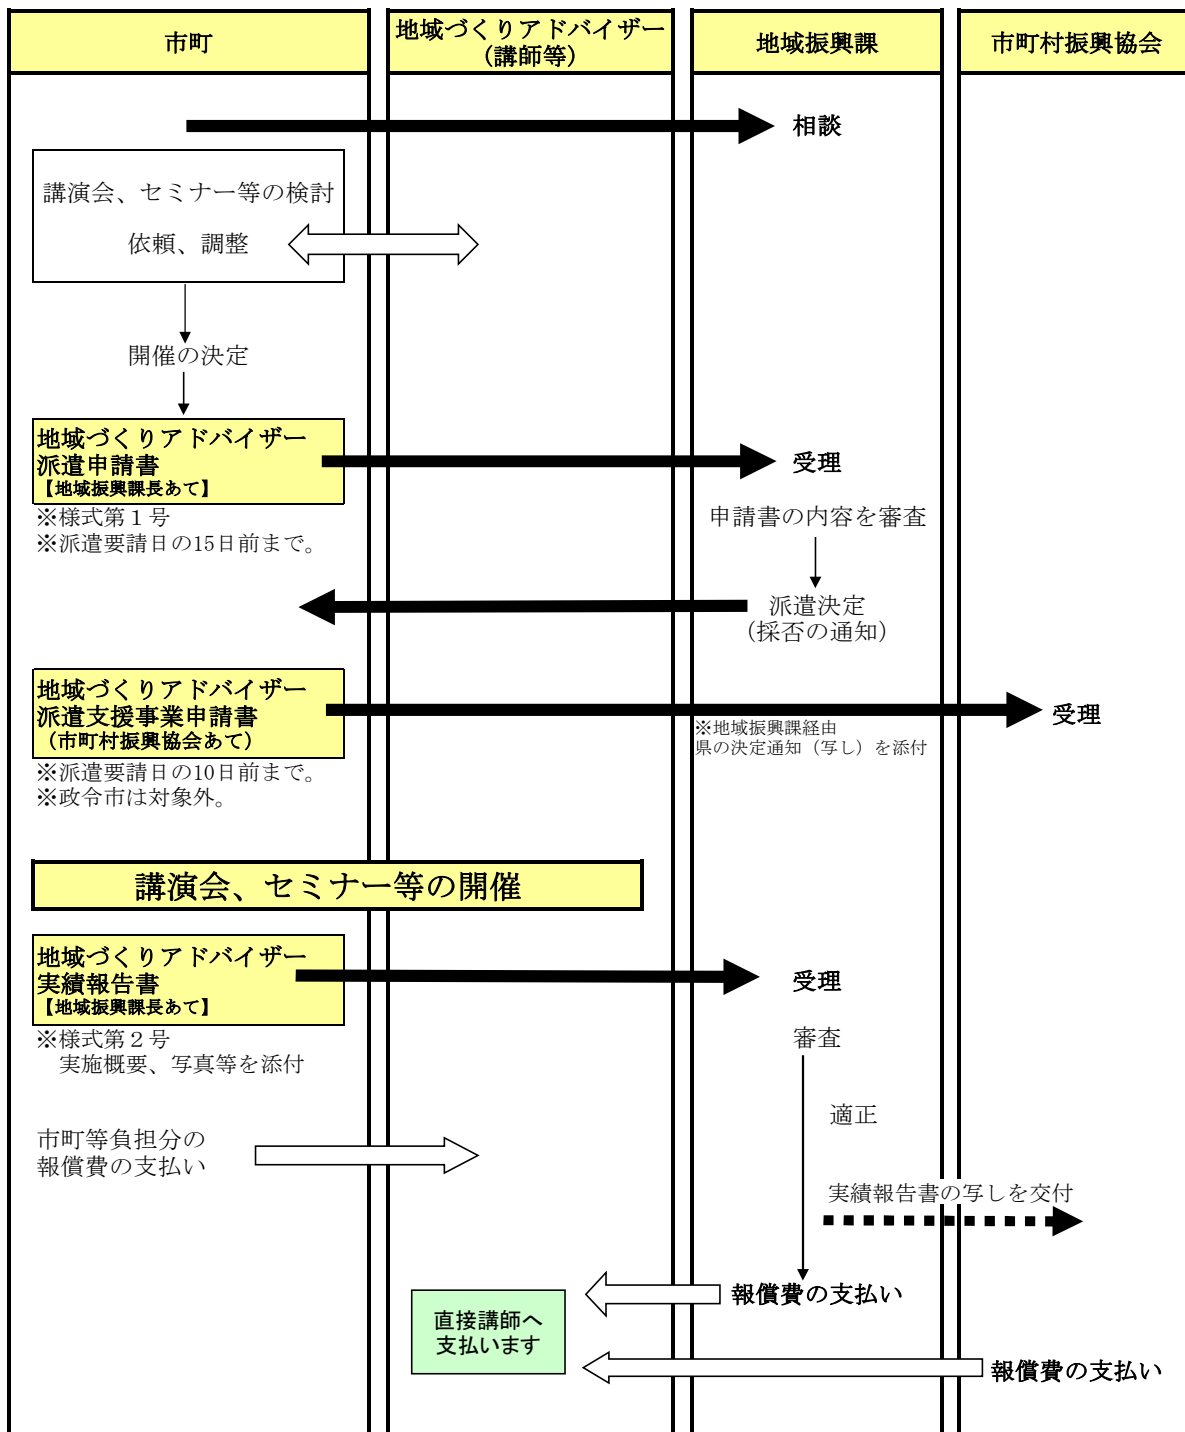 市町
地域づくりアドバイザー
(講師等)
地域振興課
市町村振興協会
相談
講演会、セミナー等の検討
依頼、調整
開催の決定
地域づくりアドバイザー
派遣申請書
【地域振興課長あて】
受理
※様式第１号
※派遣要請日の15日前まで。
申請書の内容を審査
派遣決定
（採否の通知）
地域づくりアドバイザー
派遣支援事業申請書
（市町村振興協会あて）
受理
※地域振興課経由
県の決定通知（写し）を添付
※派遣要請日の10日前まで。
※政令市は対象外。
講演会、セミナー等の開催
地域づくりアドバイザー
実績報告書
【地域振興課長あて】
受理
※様式第２号
実施概要、写真等を添付
審査
適正
市町等負担分の
報償費の支払い
実績報告書の写しを交付
報償費の支払い
直接講師へ
支払います
報償費の支払い